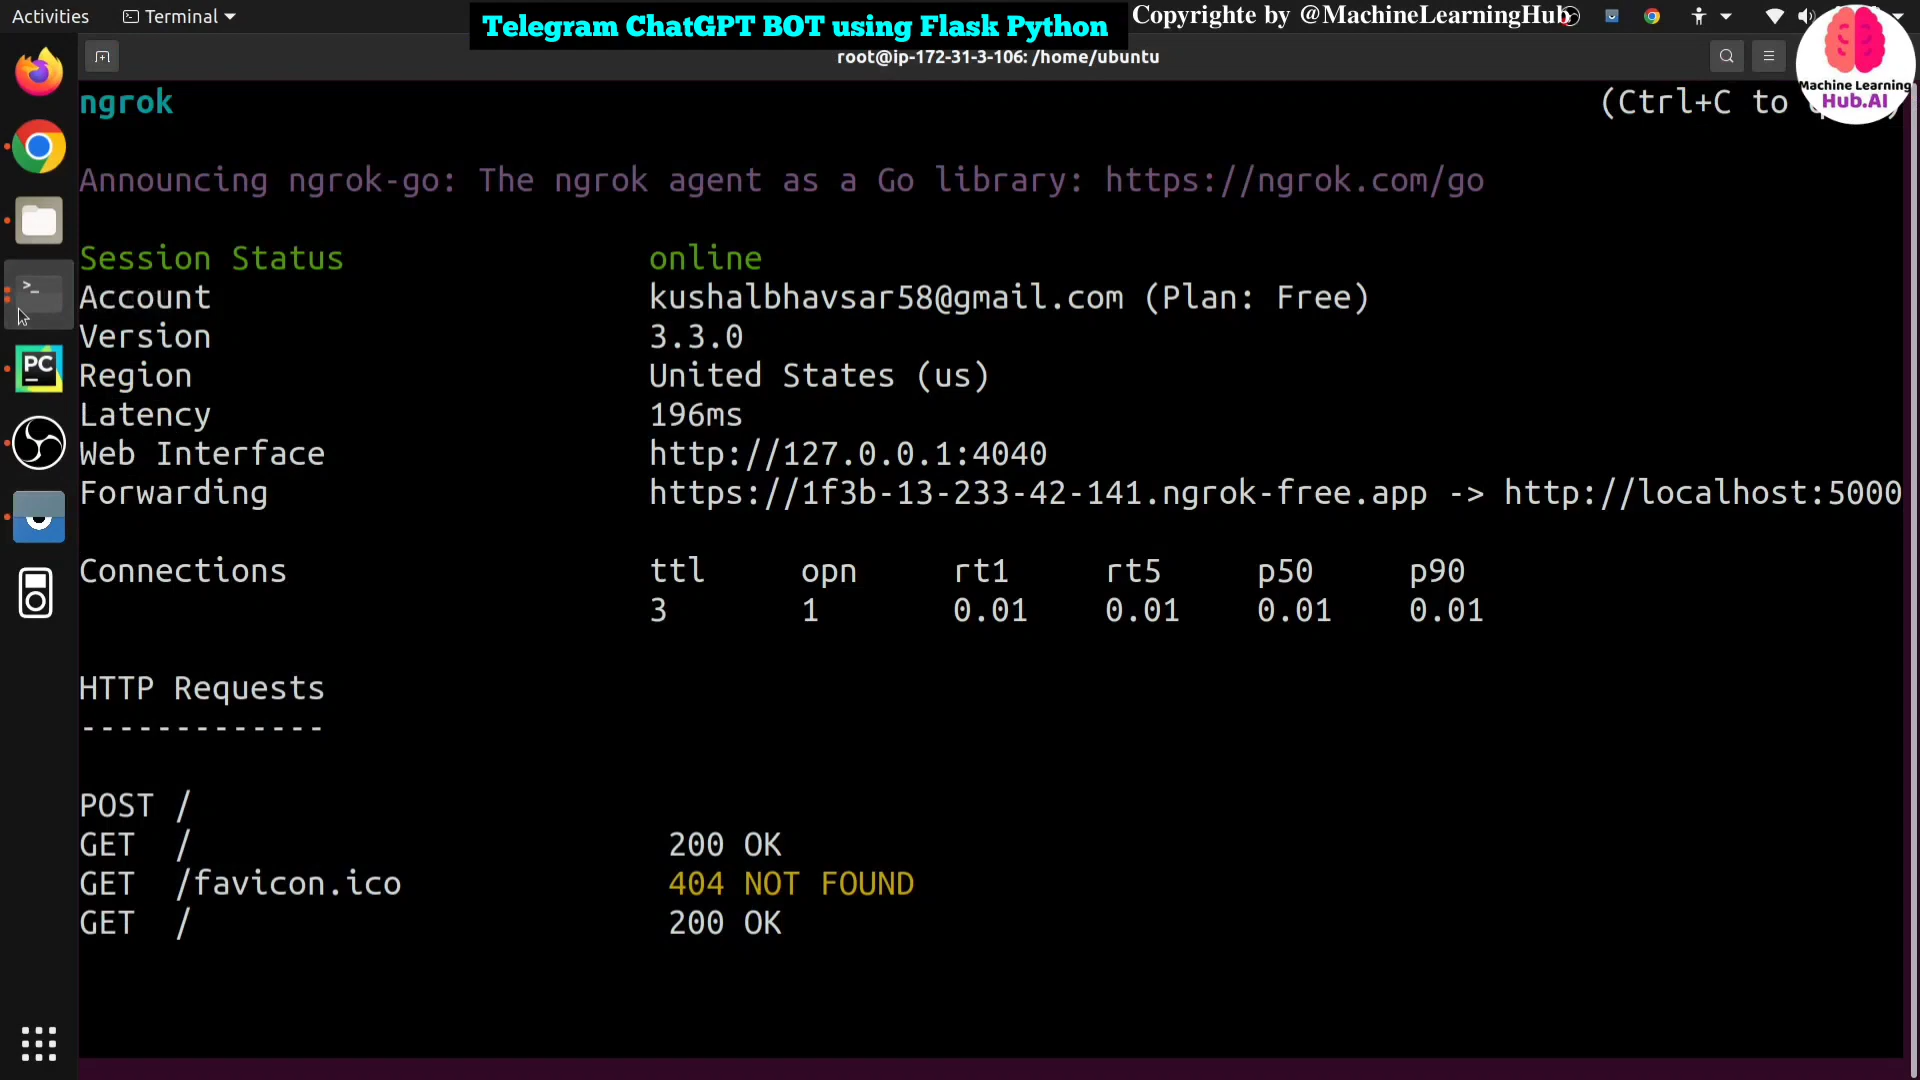 Activities
Terminal
Telegram ChatGPT BOT using Flask Python
Copyrighte by @MachineLearningHub
root@ip-172-31-3-106: /home/ubuntu
Machine Learning
Hub.AI
ngrok
(Ctrl+C to
Announcing ngrok-go: The ngrok agent as a Go library: https://ngrok.com/go
Session Status online
Account kushalbhavsar58@gmail.com (Plan: Free)
Version 3.3.0
Region United States (us)
Latency 196ms
Web Interface http://127.0.0.1:4040
Forwarding https://1f3b-13-233-42-141.ngrok-free.app -> http://localhost:5000
Connections ttl opn rt1 rt5 p50 p90
3 1 0.01 0.01 0.01 0.01
HTTP Requests
-------------
POST /
GET / 200 OK
GET /favicon.ico 404 NOT FOUND
GET / 200 OK
PC